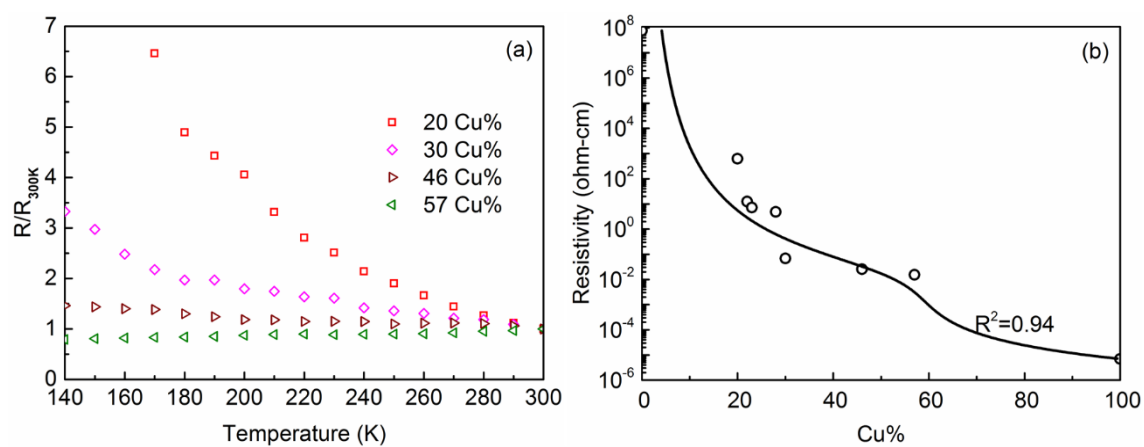 (a)
7
6
5
4
3
2
1
0
R/R300K
20 Cu%
30 Cu%
46 Cu%
57 Cu%
140 160 180 200 220 240 260 280 300
Temperature (K)
(b)
10^8
10^6
10^4
10^2
10^0
10^-2
10^-4
10^-6
Resistivity (ohm-cm)
R^2=0.94
0 20 40 60 80 100
Cu%